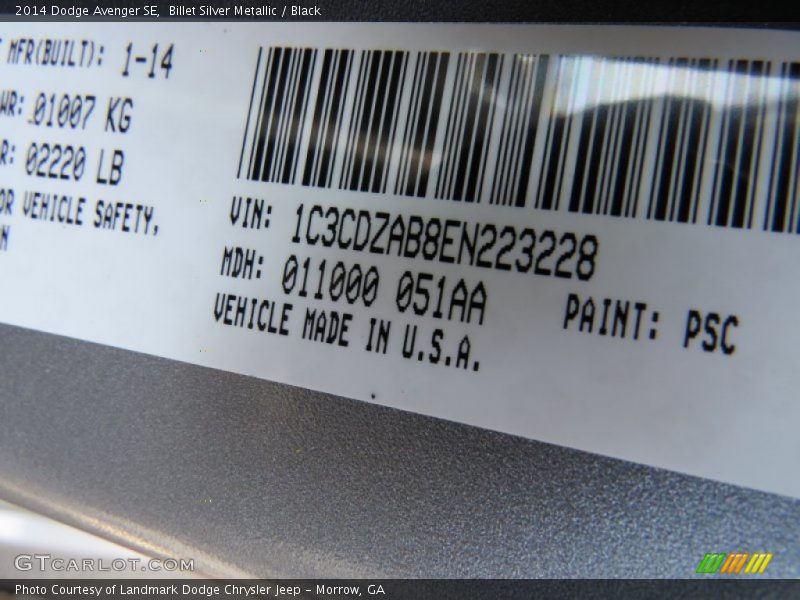 2014 Dodge Avenger SE,  Billet Silver Metallic / Black
MFR(BUILT): 1-14
01007 KG
02220 LB
VEHICLE SAFETY,
VIN: 1C3CDZAB8EN223228
MDH: 011000 051AA
PAINT: PSC
VEHICLE MADE IN U.S.A.
GTCARLOT.COM
Photo Courtesy of Landmark Dodge Chrysler Jeep - Morrow, GA